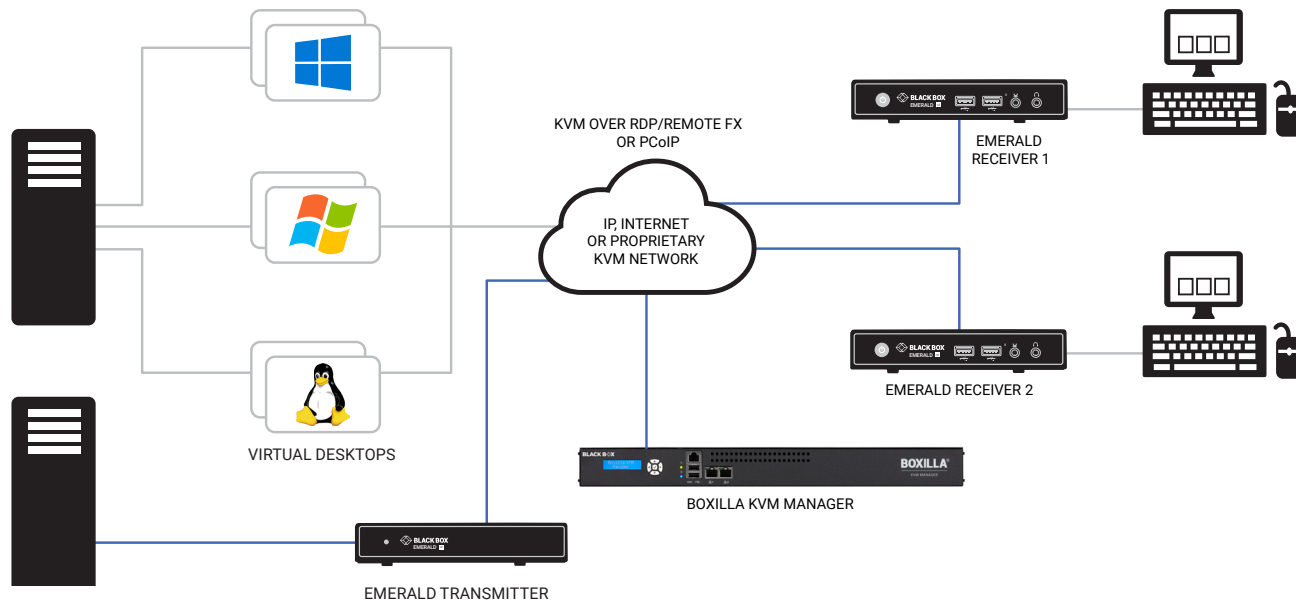 KVM OVER RDP/REMOTE FX
OR PCoIP
IP, INTERNET
OR PROPRIETARY
KVM NETWORK
BLACK BOX
EMERALD
EMERALD
RECEIVER 1
BLACK BOX
EMERALD
EMERALD RECEIVER 2
VIRTUAL DESKTOPS
BLACK BOX
BOXILLA®
KVM MANAGER
BOXILLA KVM MANAGER
BLACK BOX
EMERALD
EMERALD TRANSMITTER